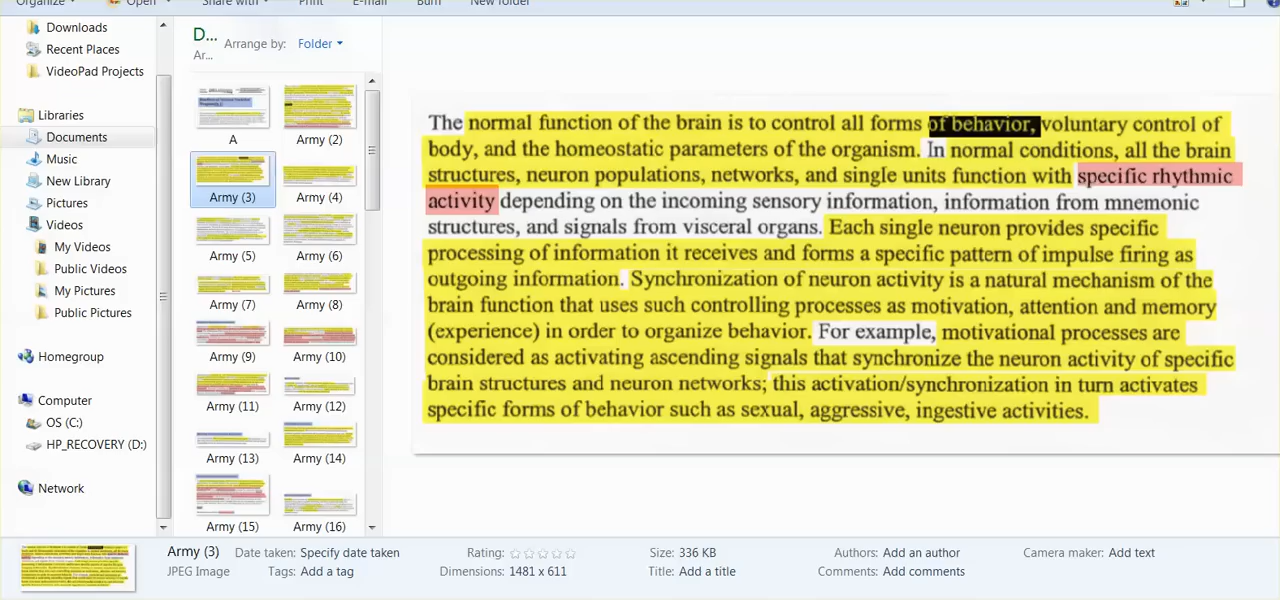 Organize
Open
Share with
Print
E-mail
Burn
New folder
Downloads
Recent Places
VideoPad Projects
Libraries
Documents
Music
New Library
Pictures
Videos
My Videos
Public Videos
My Pictures
Public Pictures
Homegroup
Computer
OS (C:)
HP_RECOVERY (D:)
Network
D...
Ar...
Arrange by: Folder
A
Army (2)
Army (3)
Army (4)
Army (5)
Army (6)
Army (7)
Army (8)
Army (9)
Army (10)
Army (11)
Army (12)
Army (13)
Army (14)
Army (15)
Army (16)
The normal function of the brain is to control all forms of behavior, voluntary control of
body, and the homeostatic parameters of the organism. In normal conditions, all the brain
structures, neuron populations, networks, and single units function with specific rhythmic
activity depending on the incoming sensory information, information from mnemonic
structures, and signals from visceral organs. Each single neuron provides specific
processing of information it receives and forms a specific pattern of impulse firing as
outgoing information. Synchronization of neuron activity is a natural mechanism of the
brain function that uses such controlling processes as motivation, attention and memory
(experience) in order to organize behavior. For example, motivational processes are
considered as activating ascending signals that synchronize the neuron activity of specific
brain structures and neuron networks; this activation/synchronization in turn activates
specific forms of behavior such as sexual, aggressive, ingestive activities.
Army (3) Date taken: Specify date taken Rating: Size: 336 KB Authors: Add an author Camera maker: Add text
JPEG Image Tags: Add a tag Dimensions: 1481 x 611 Title: Add a title Comments: Add comments